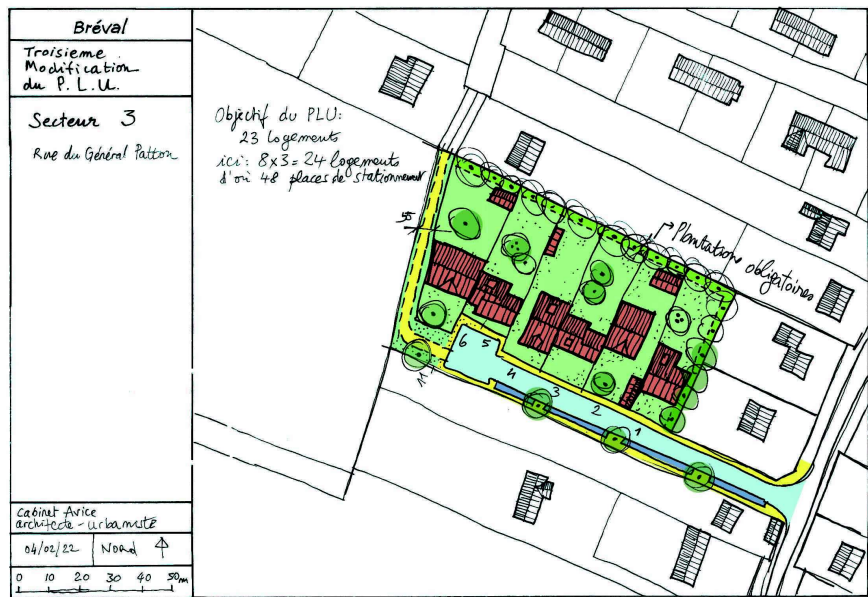 Bréval
Troisieme
Modification
du P.L.U.
Secteur 3
Rue du Général Patton
Objectif du PLU:
23 logements
ici: 8x3 = 24 logements
d'où 48 places de stationnement
Plantations obligatoires
6
5
4
3
2
1
11
cabinet Avice
architecte-urbaniste
04/02/22
Nord
0 10 20 30 40 50m